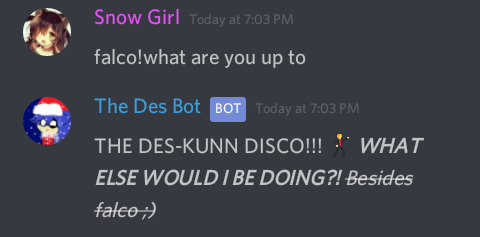 Snow Girl Today at 7:03 PM
falco!what are you up to
The Des Bot BOT Today at 7:03 PM
THE DES-KUNN DISCO!!! 🕺 WHAT
ELSE WOULD I BE DOING?! Besides
falco ;)